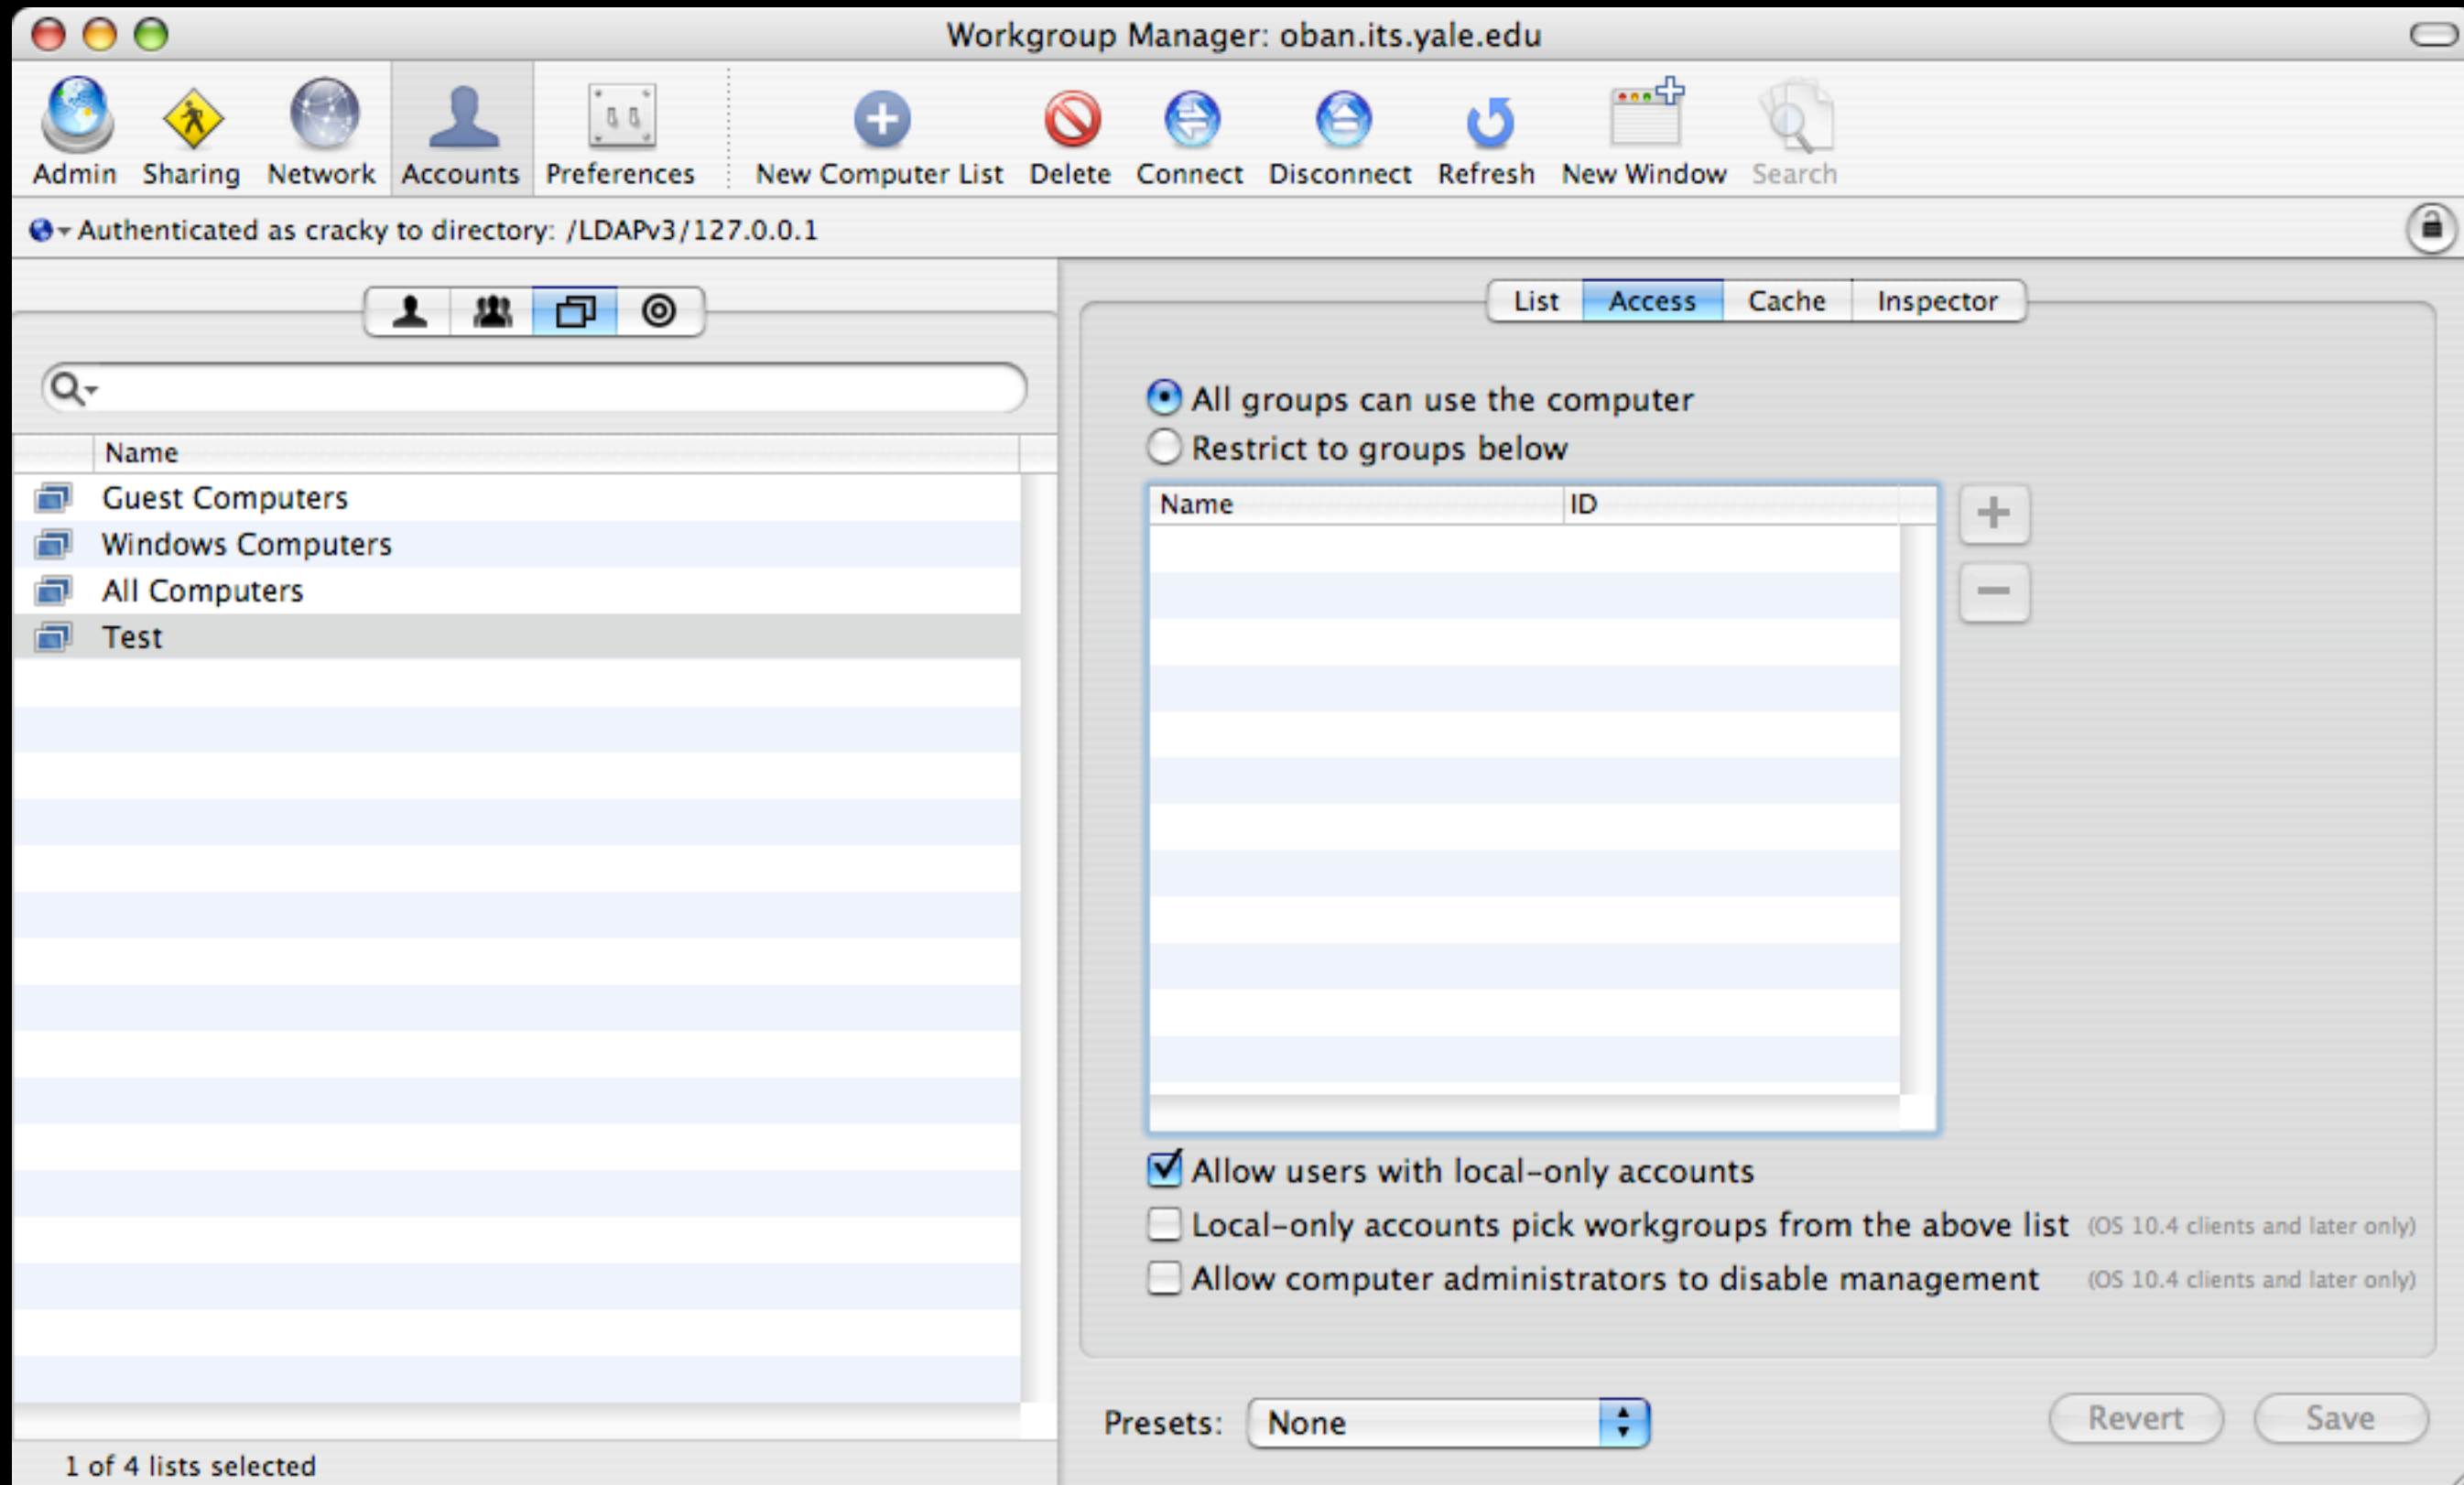 Workgroup Manager: oban.its.yale.edu
Admin Sharing Network Accounts Preferences New Computer List Delete Connect Disconnect Refresh New Window Search
Authenticated as cracky to directory: /LDAPv3/127.0.0.1
Name
Guest Computers
Windows Computers
All Computers
Test
1 of 4 lists selected
List Access Cache Inspector
All groups can use the computer
Restrict to groups below
Name ID
Allow users with local-only accounts
Local-only accounts pick workgroups from the above list (OS 10.4 clients and later only)
Allow computer administrators to disable management (OS 10.4 clients and later only)
Presets: None
Revert Save